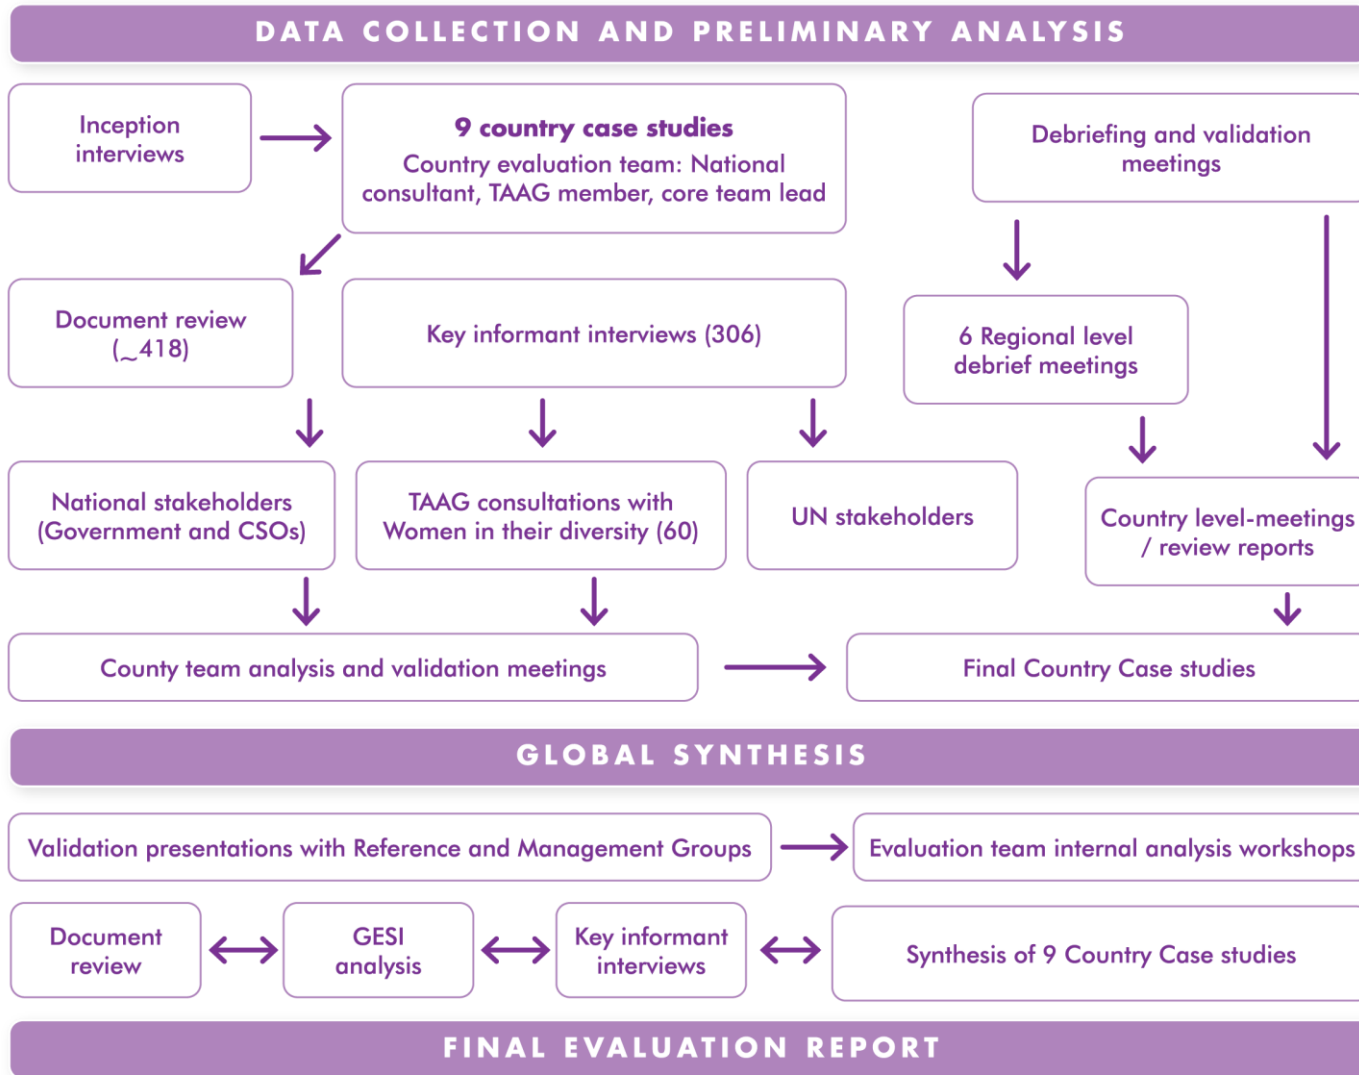 DATA COLLECTION AND PRELIMINARY ANALYSIS
Inception
interviews
9 country case studies
Country evaluation team: National
consultant, TAAG member, core team lead
Debriefing and validation
meetings
Document review
(~418)
Key informant interviews (306)
6 Regional level
debrief meetings
National stakeholders
(Government and CSOs)
TAAG consultations with
Women in their diversity (60)
UN stakeholders
Country level-meetings
/ review reports
County team analysis and validation meetings
Final Country Case studies
GLOBAL SYNTHESIS
Validation presentations with Reference and Management Groups
Evaluation team internal analysis workshops
Document
review
GESI
analysis
Key informant
interviews
Synthesis of 9 Country Case studies
FINAL EVALUATION REPORT